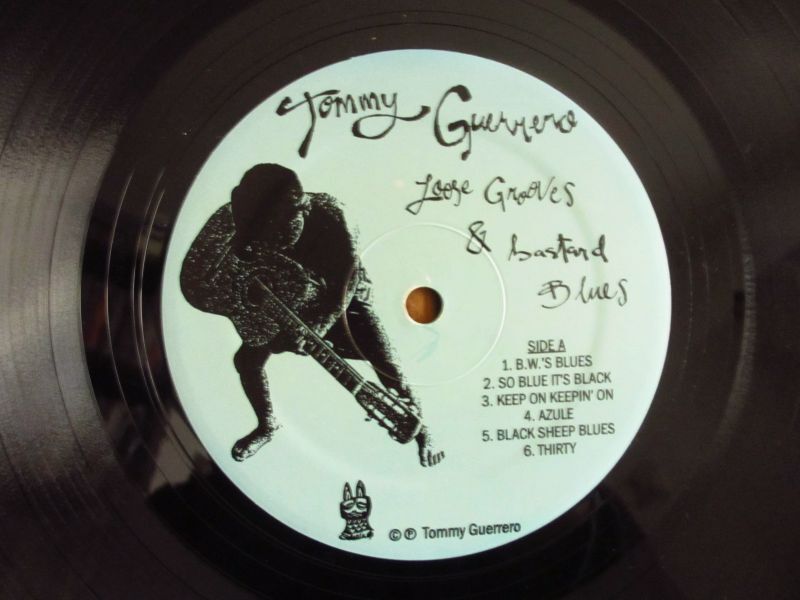 Tommy Guerrero
Loose Grooves
& bastard
Blues
SIDE A
1. B.W.'S BLUES
2. SO BLUE IT'S BLACK
3. KEEP ON KEEPIN' ON
4. AZULE
5. BLACK SHEEP BLUES
6. THIRTY
© ℗ Tommy Guerrero